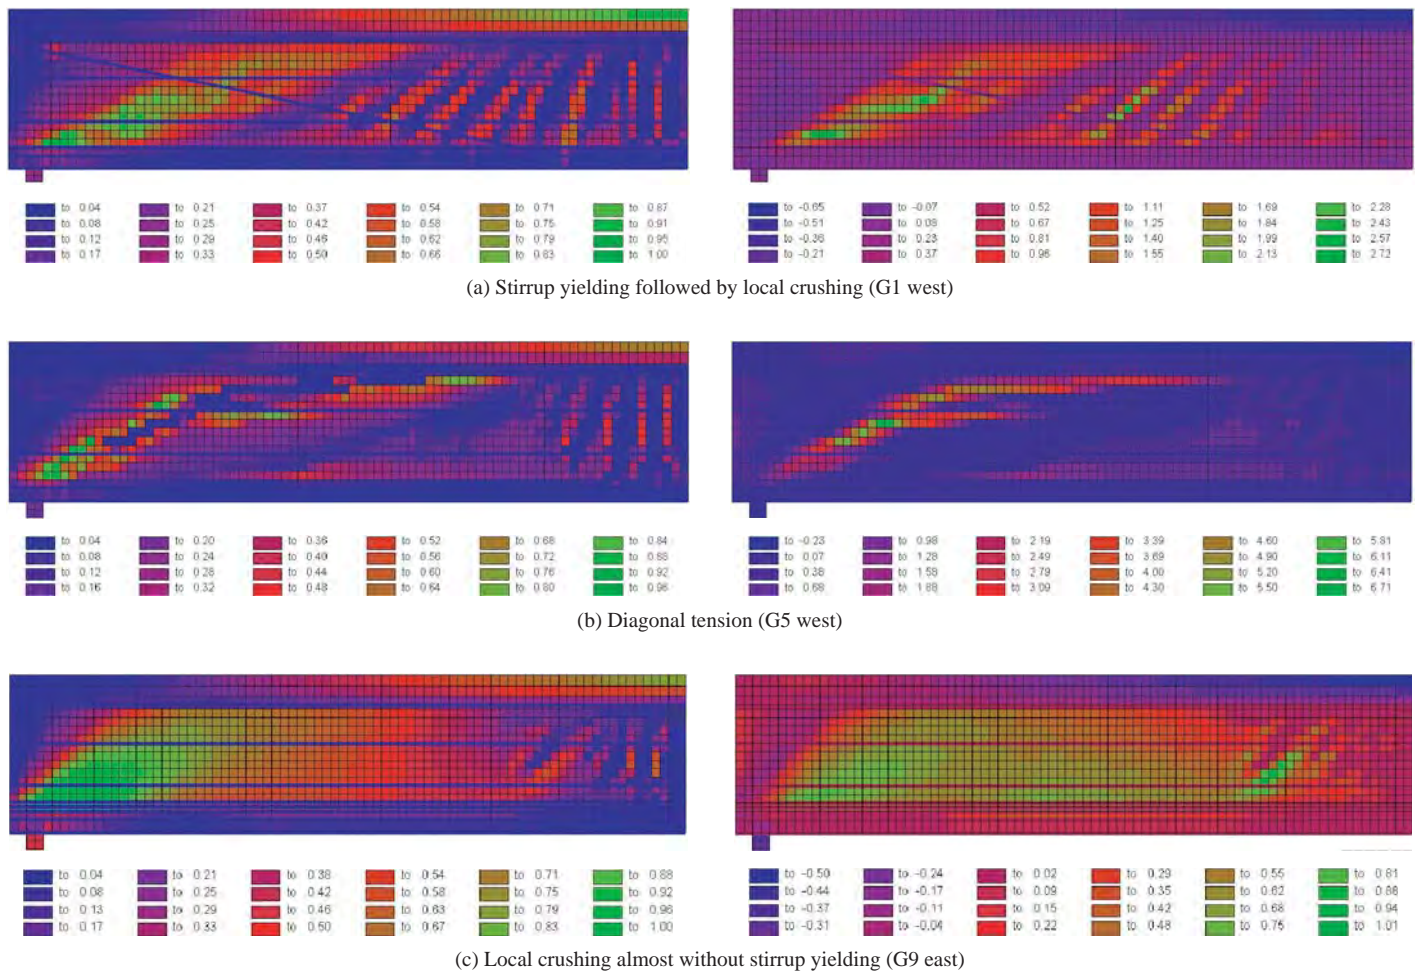 to 0.04 to 0.21 to 0.37 to 0.54 to 0.71 to 0.87 to -0.65 to -0.07 to 0.52 to 1.11 to 1.69 to 2.28
to 0.08 to 0.25 to 0.42 to 0.58 to 0.75 to 0.91 to -0.51 to 0.08 to 0.67 to 1.25 to 1.84 to 2.43
to 0.12 to 0.29 to 0.46 to 0.62 to 0.79 to 0.95 to -0.36 to 0.23 to 0.81 to 1.40 to 1.99 to 2.57
to 0.17 to 0.33 to 0.50 to 0.66 to 0.83 to 1.00 to -0.21 to 0.37 to 0.96 to 1.55 to 2.13 to 2.72
(a) Stirrup yielding followed by local crushing (G1 west)
to 0.04 to 0.20 to 0.36 to 0.52 to 0.68 to 0.84 to -0.23 to 0.98 to 2.19 to 3.39 to 4.60 to 5.81
to 0.08 to 0.24 to 0.40 to 0.56 to 0.72 to 0.88 to 0.07 to 1.28 to 2.49 to 3.69 to 4.90 to 6.11
to 0.12 to 0.28 to 0.44 to 0.60 to 0.76 to 0.92 to 0.38 to 1.58 to 2.79 to 4.00 to 5.20 to 6.41
to 0.16 to 0.32 to 0.48 to 0.64 to 0.80 to 0.96 to 0.68 to 1.88 to 3.09 to 4.30 to 5.50 to 6.71
(b) Diagonal tension (G5 west)
to 0.04 to 0.21 to 0.38 to 0.54 to 0.71 to 0.88 to -0.50 to -0.24 to 0.02 to 0.29 to 0.55 to 0.81
to 0.08 to 0.25 to 0.42 to 0.58 to 0.75 to 0.92 to -0.44 to -0.17 to 0.09 to 0.35 to 0.62 to 0.88
to 0.13 to 0.29 to 0.46 to 0.63 to 0.79 to 0.96 to -0.37 to -0.11 to 0.15 to 0.42 to 0.68 to 0.94
to 0.17 to 0.33 to 0.50 to 0.67 to 0.83 to 1.00 to -0.31 to -0.04 to 0.22 to 0.48 to 0.75 to 1.01
(c) Local crushing almost without stirrup yielding (G9 east)